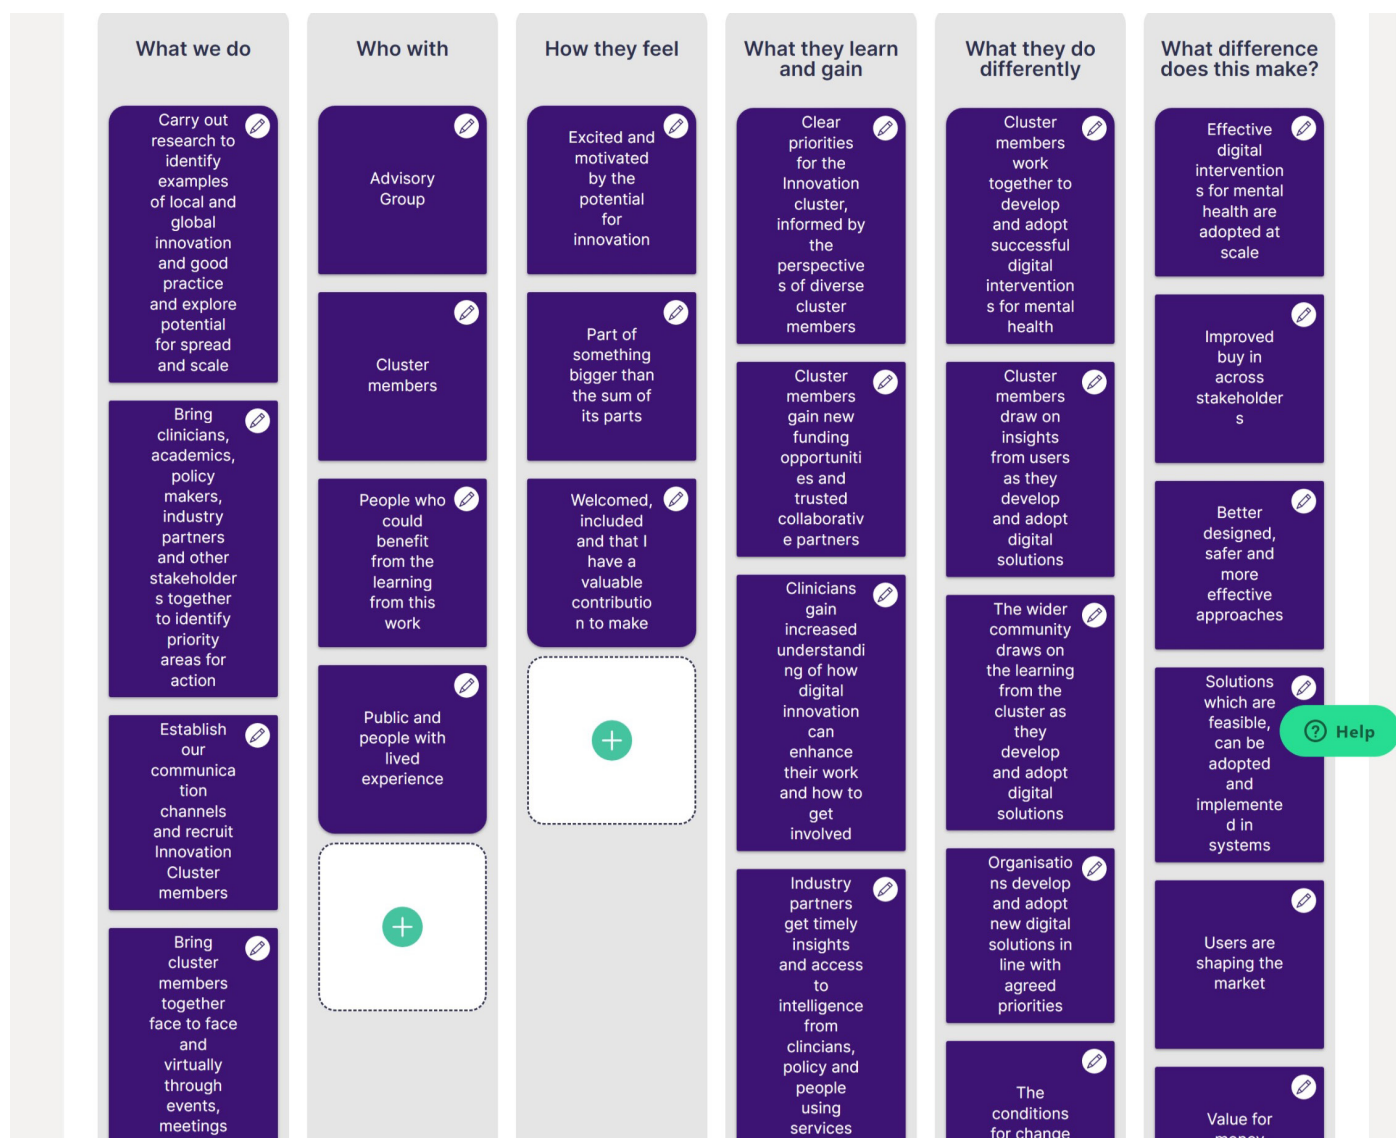 What we do
Carry out
research to
identify
examples
of local and
global
innovation
and good
practice
and explore
potential
for spread
and scale
Bring
clinicians,
academics,
policy
makers,
industry
partners
and other
stakeholder
s together
to identify
priority
areas for
action
Establish
our
communica
tion
channels
and recruit
Innovation
Cluster
members
Bring
cluster
members
together
face to face
and
virtually
through
events,
meetings
Who with
Advisory
Group
Cluster
members
People who
could
benefit
from the
learning
from this
work
Public and
people with
lived
experience
How they feel
Excited and
motivated
by the
potential
for
innovation
Part of
something
bigger than
the sum of
its parts
Welcomed,
included
and that I
have a
valuable
contributio
n to make
What they learn
and gain
Clear
priorities
for the
Innovation
cluster,
informed by
the
perspective
s of diverse
cluster
members
Cluster
members
gain new
funding
opportuniti
es and
trusted
collaborativ
e partners
Clinicians
gain
increased
understandi
ng of how
digital
innovation
can
enhance
their work
and how to
get
involved
Industry
partners
get timely
insights
and access
to
intelligence
from
clincians,
policy and
people
using
services
What they do
differently
Cluster
members
work
together to
develop
and adopt
successful
digital
intervention
s for mental
health
Cluster
members
draw on
insights
from users
as they
develop
and adopt
digital
solutions
The wider
community
draws on
the learning
from the
cluster as
they
develop
and adopt
digital
solutions
Organisatio
ns develop
and adopt
new digital
solutions in
line with
agreed
priorities
The
conditions
for change
What difference
does this make?
Effective
digital
intervention
s for mental
health are
adopted at
scale
Improved
buy in
across
stakeholder
s
Better
designed,
safer and
more
effective
approaches
Solutions
which are
feasible,
can be
adopted
and
implemente
d in
systems
Users are
shaping the
market
Value for
money
Help